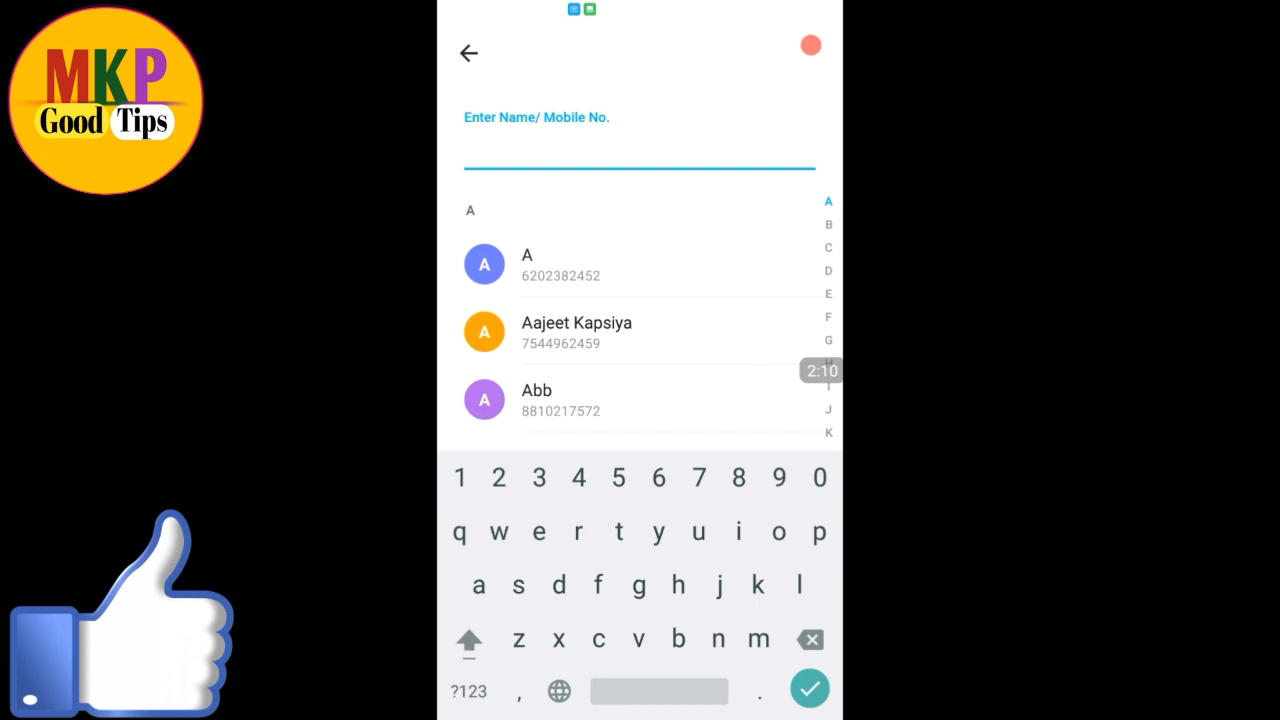 MKP
Good Tips
Enter Name/ Mobile No.
A
A
A
6202382452
A
Aajeet Kapsiya
7544962459
A
Abb
8810217572
A
B
C
D
E
F
G
H
I
J
K
2:10
1 2 3 4 5 6 7 8 9 0
q w e r t y u i o p
a s d f g h j k l
z x c v b n m
?123 , .